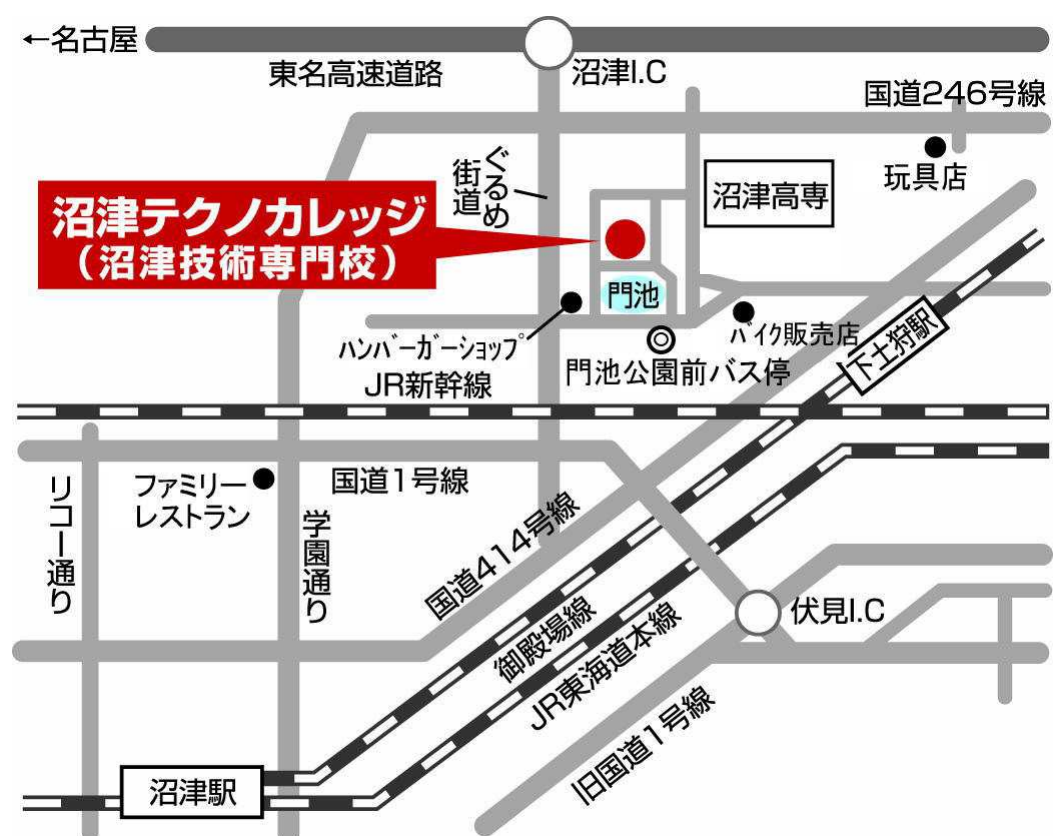 ←名古屋
東名高速道路
沼津I.C
国道246号線
ぐるめ
街道
玩具店
沼津高専
沼津テクノカレッジ
（沼津技術専門校）
門池
ハンバーガーショップ
バイク販売店
下土狩駅
門池公園前バス停
JR新幹線
国道1号線
ファミリー
レストラン
リコー通り
学園通り
国道414号線
御殿場線
JR東海道本線
伏見I.C
旧国道1号線
沼津駅